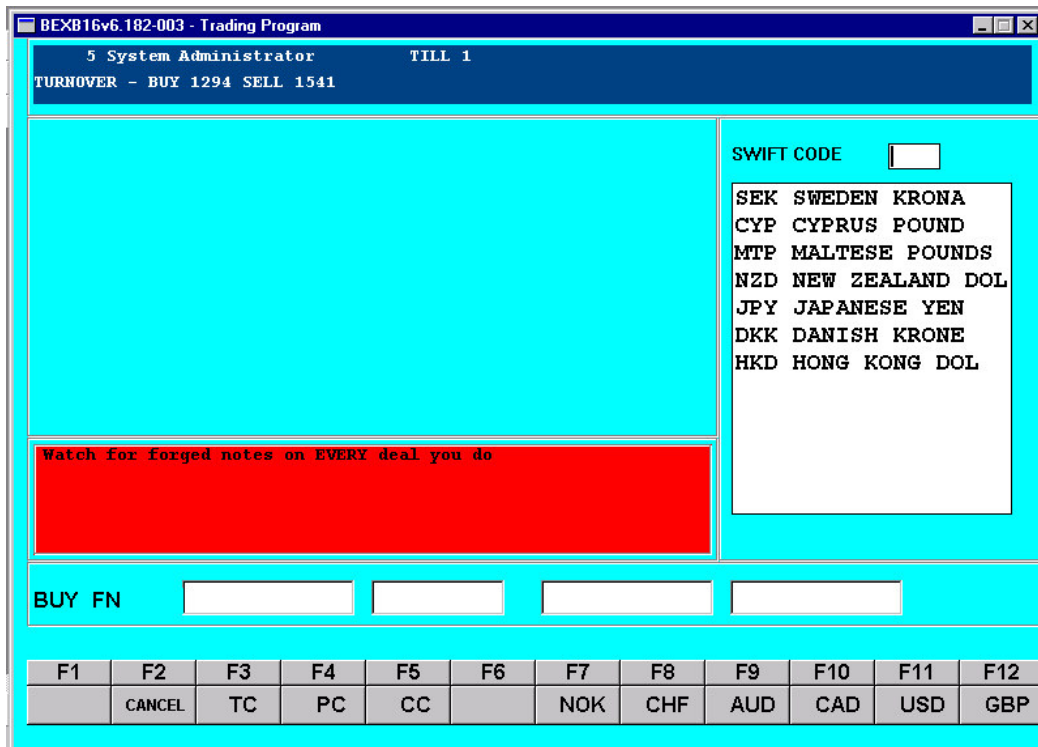 BEXB16v6.182-003 - Trading Program
5 System Administrator TILL 1
TURNOVER - BUY 1294 SELL 1541
SWIFT CODE
SEK SWEDEN KRONA
CYP CYPRUS POUND
MTP MALTESE POUNDS
NZD NEW ZEALAND DOL
JPY JAPANESE YEN
DKK DANISH KRONE
HKD HONG KONG DOL
Watch for forged notes on EVERY deal you do
BUY FN
F1 F2 F3 F4 F5 F6 F7 F8 F9 F10 F11 F12
CANCEL TC PC CC NOK CHF AUD CAD USD GBP